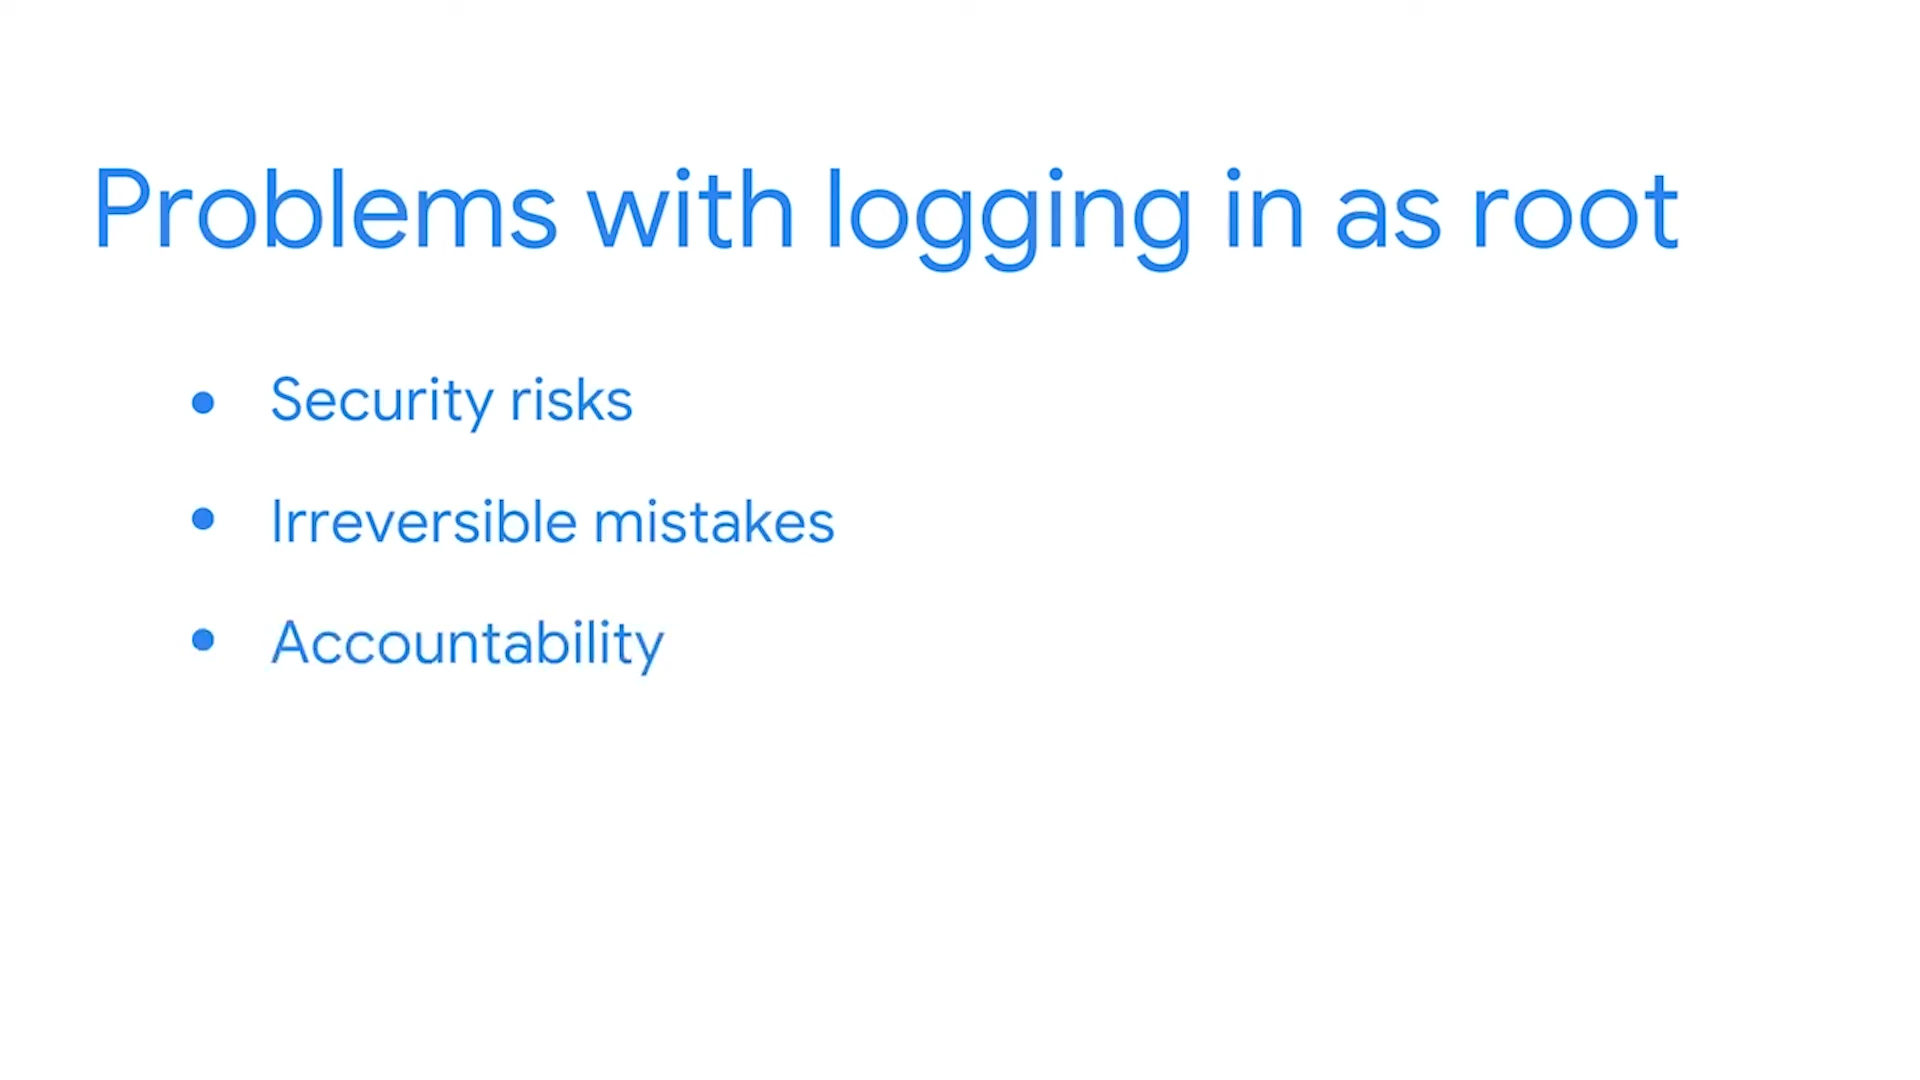 Problems with logging in as root
• Security risks
• Irreversible mistakes
• Accountability